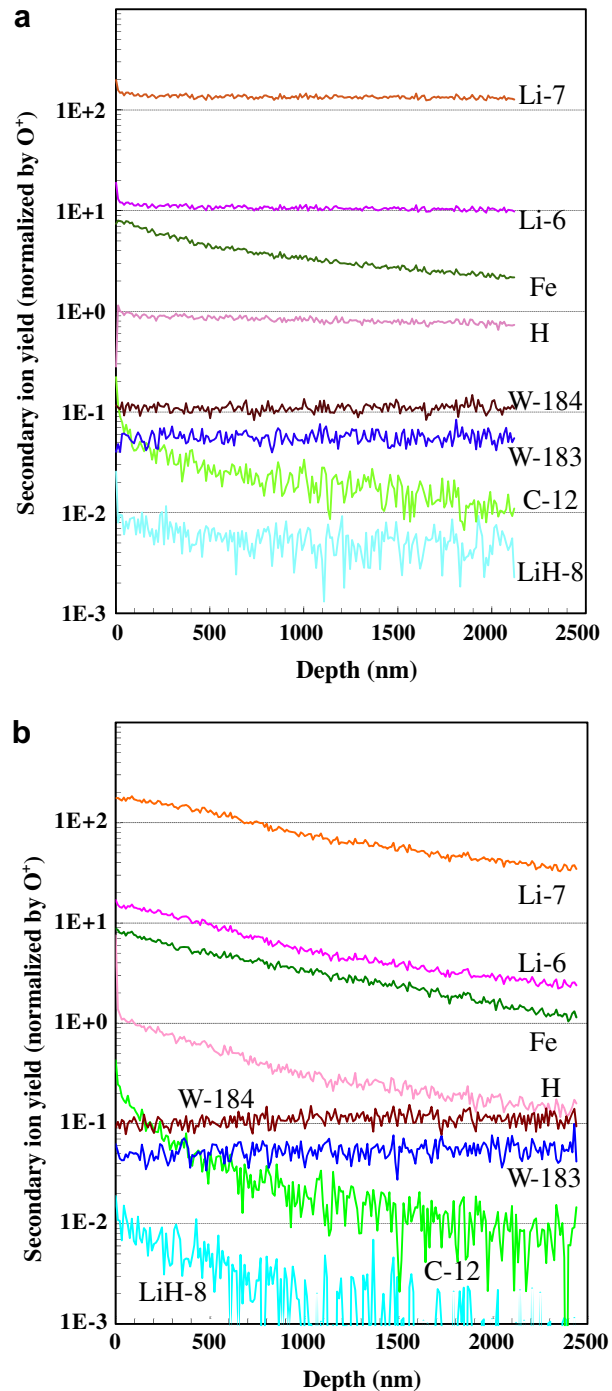 a
Secondary ion yield (normalized by O⁺)
1E+2
1E+1
1E+0
1E-1
1E-2
1E-3
Li-7
Li-6
Fe
H
W-184
W-183
C-12
LiH-8
0 500 1000 1500 2000 2500
Depth (nm)
b
Secondary ion yield (normalized by O⁺)
1E+2
1E+1
1E+0
1E-1
1E-2
1E-3
Li-7
Li-6
Fe
H
W-184
W-183
C-12
LiH-8
0 500 1000 1500 2000 2500
Depth (nm)